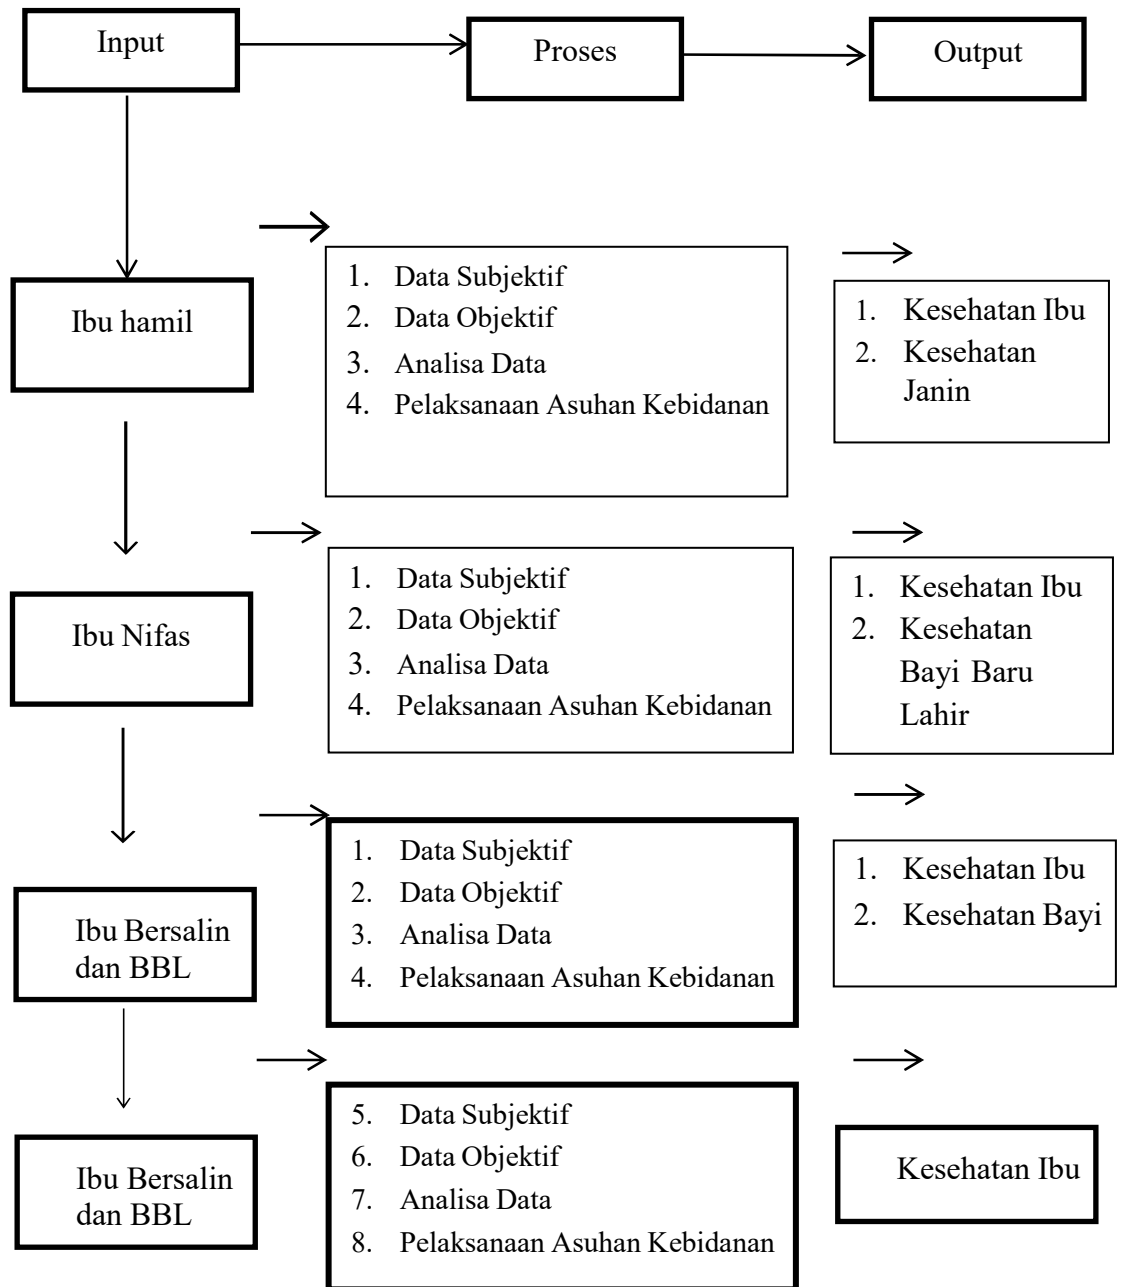 Input
Proses
Output
Ibu hamil
1. Data Subjektif
2. Data Objektif
3. Analisa Data
4. Pelaksanaan Asuhan Kebidanan
1. Kesehatan Ibu
2. Kesehatan
Janin
Ibu Nifas
1. Data Subjektif
2. Data Objektif
3. Analisa Data
4. Pelaksanaan Asuhan Kebidanan
1. Kesehatan Ibu
2. Kesehatan
Bayi Baru
Lahir
Ibu Bersalin
dan BBL
1. Data Subjektif
2. Data Objektif
3. Analisa Data
4. Pelaksanaan Asuhan Kebidanan
1. Kesehatan Ibu
2. Kesehatan Bayi
Ibu Bersalin
dan BBL
5. Data Subjektif
6. Data Objektif
7. Analisa Data
8. Pelaksanaan Asuhan Kebidanan
Kesehatan Ibu